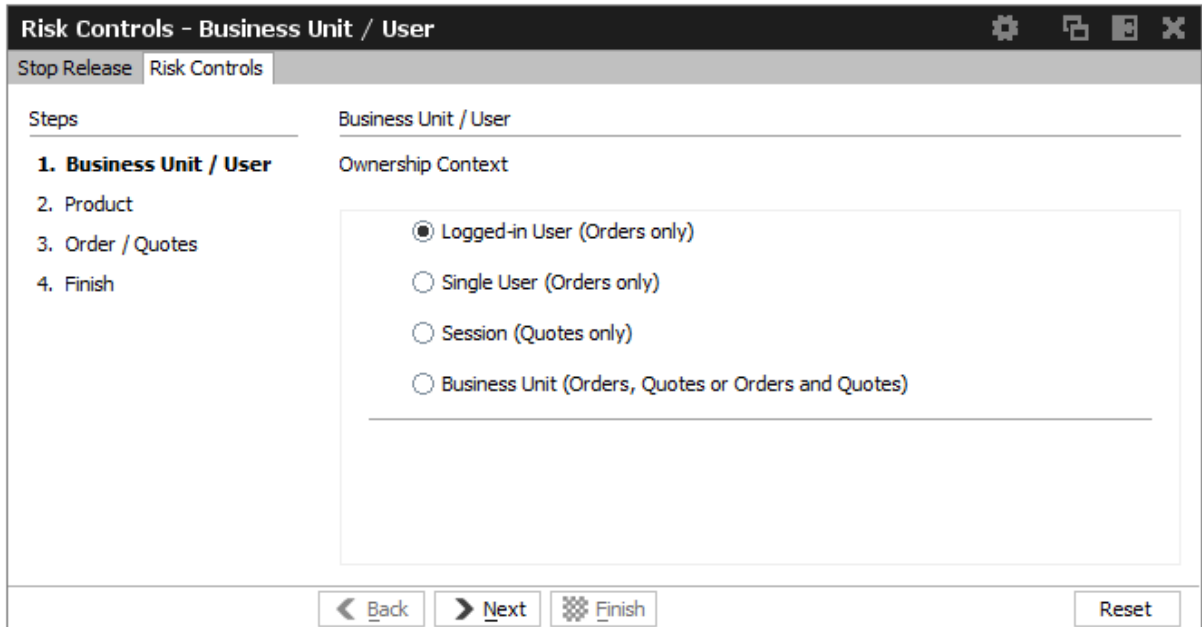 Risk Controls - Business Unit / User
Stop Release Risk Controls
Steps
1. Business Unit / User
2. Product
3. Order / Quotes
4. Finish
Business Unit / User
Ownership Context
Logged-in User (Orders only)
Single User (Orders only)
Session (Quotes only)
Business Unit (Orders, Quotes or Orders and Quotes)
Back Next Finish Reset